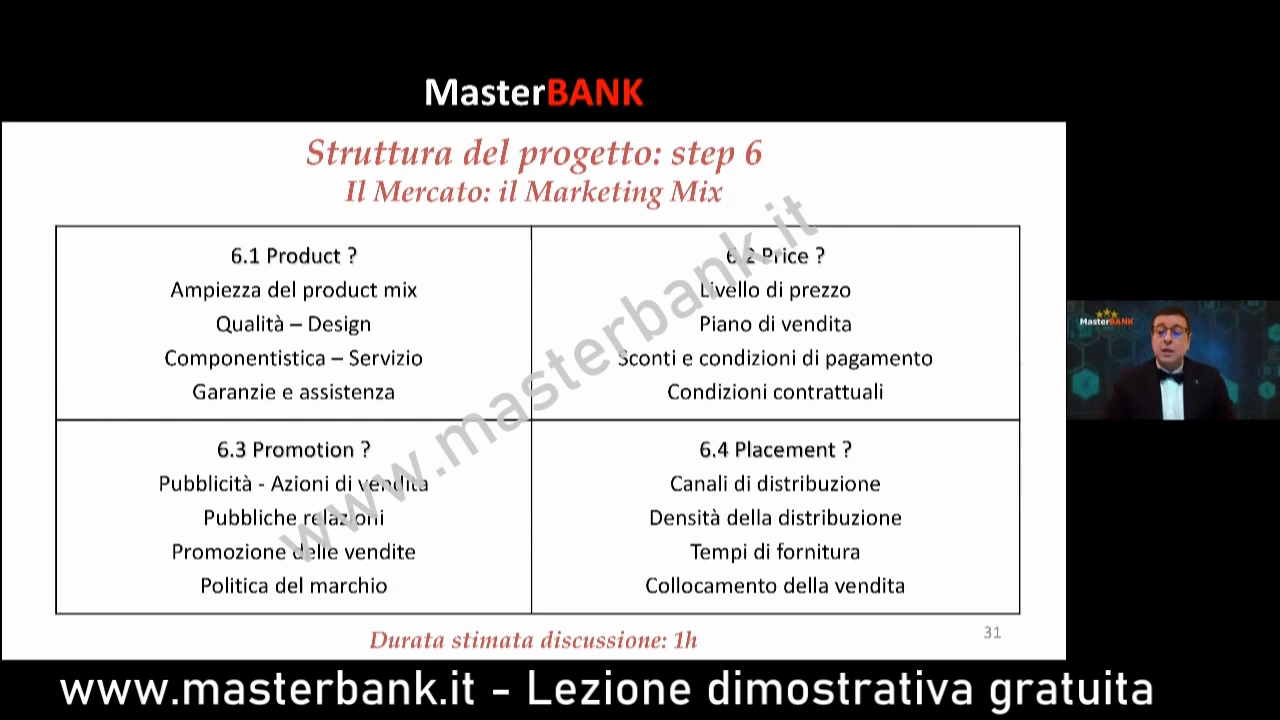 MasterBANK
Struttura del progetto: step 6
Il Mercato: il Marketing Mix
6.1 Product ?
Ampiezza del product mix
Qualità – Design
Componentistica – Servizio
Garanzie e assistenza
6.2 Price ?
Livello di prezzo
Piano di vendita
Sconti e condizioni di pagamento
Condizioni contrattuali
6.3 Promotion ?
Pubblicità - Azioni di vendita
Pubbliche relazioni
Promozione delle vendite
Politica del marchio
6.4 Placement ?
Canali di distribuzione
Densità della distribuzione
Tempi di fornitura
Collocamento della vendita
www.masterbank.it
Durata stimata discussione: 1h
31
MasterBANK
www.masterbank.it - Lezione dimostrativa gratuita